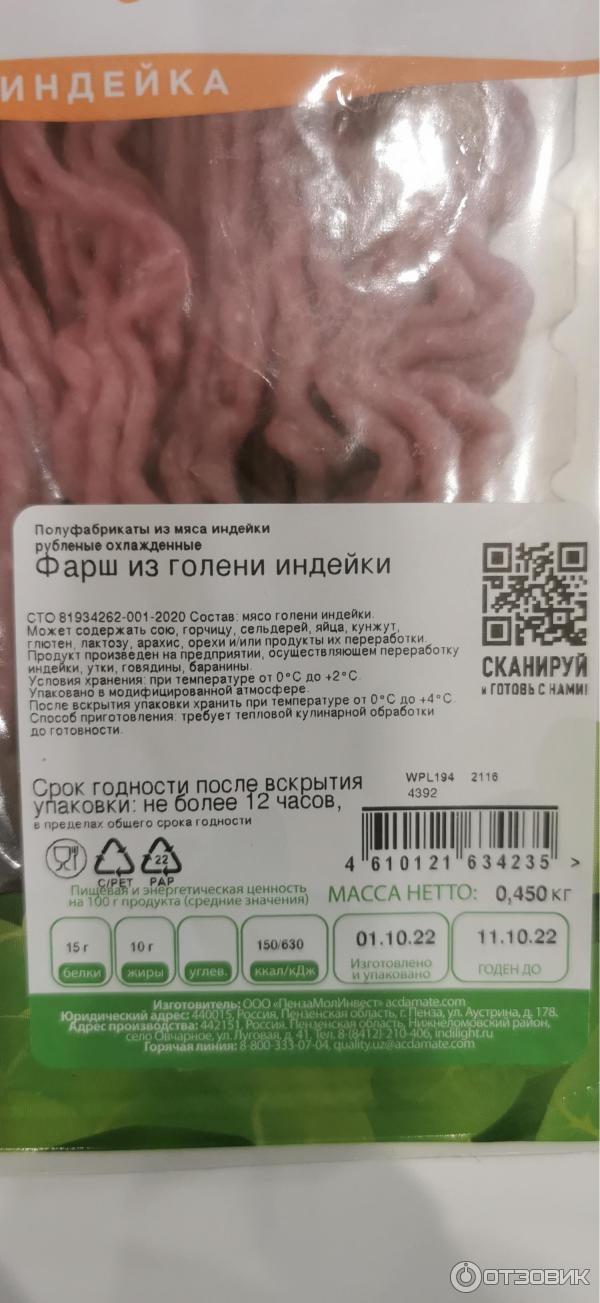 ИНДЕЙКА
Полуфабрикаты из мяса индейки
рубленые охлажденные
Фарш из голени индейки
СТО 81934262-001-2020 Состав: мясо голени индейки.
Может содержать сою, горчицу, сельдерей, яйца, кунжут,
глютен, лактозу, арахис, орехи и/или продукты их переработки.
Продукт произведен на предприятии, осуществляющем переработку
индейки, утки, говядины, баранины.
Условия хранения: при температуре от 0°C до +2°C.
Упаковано в модифицированной атмосфере.
После вскрытия упаковки хранить при температуре от 0°C до +4°C.
Способ приготовления: требует тепловой кулинарной обработки
до готовности.
СКАНИРУЙ
и ГОТОВЬ С НАМИ!
Срок годности после вскрытия
упаковки: не более 12 часов,
в пределах общего срока годности
WPL194 2116
4392
4 610121 634235 >
C/PET
22
PAP
Пищевая и энергетическая ценность
на 100 г продукта (средние значения)
МАССА НЕТТО: 0,450 кг
15 г
белки
10 г
жиры
углев.
150/630
ккал/кДж
01.10.22
Изготовлено
и упаковано
11.10.22
ГОДЕН ДО
Изготовитель: ООО «ПензаМолИнвест» acdamate.com
Юридический адрес: 440015, Россия, Пензенская область, г. Пенза, ул. Аустрина, д. 178.
Адрес производства: 442151, Россия, Пензенская область, Нижнеломовский район,
село Овчарное, ул. Луговая, д. 41, Тел. 8-(8412)-210-406, indilight.ru
Горячая линия: 8-800-333-07-04, quality.uz@acdamate.com
ОТЗОВИК